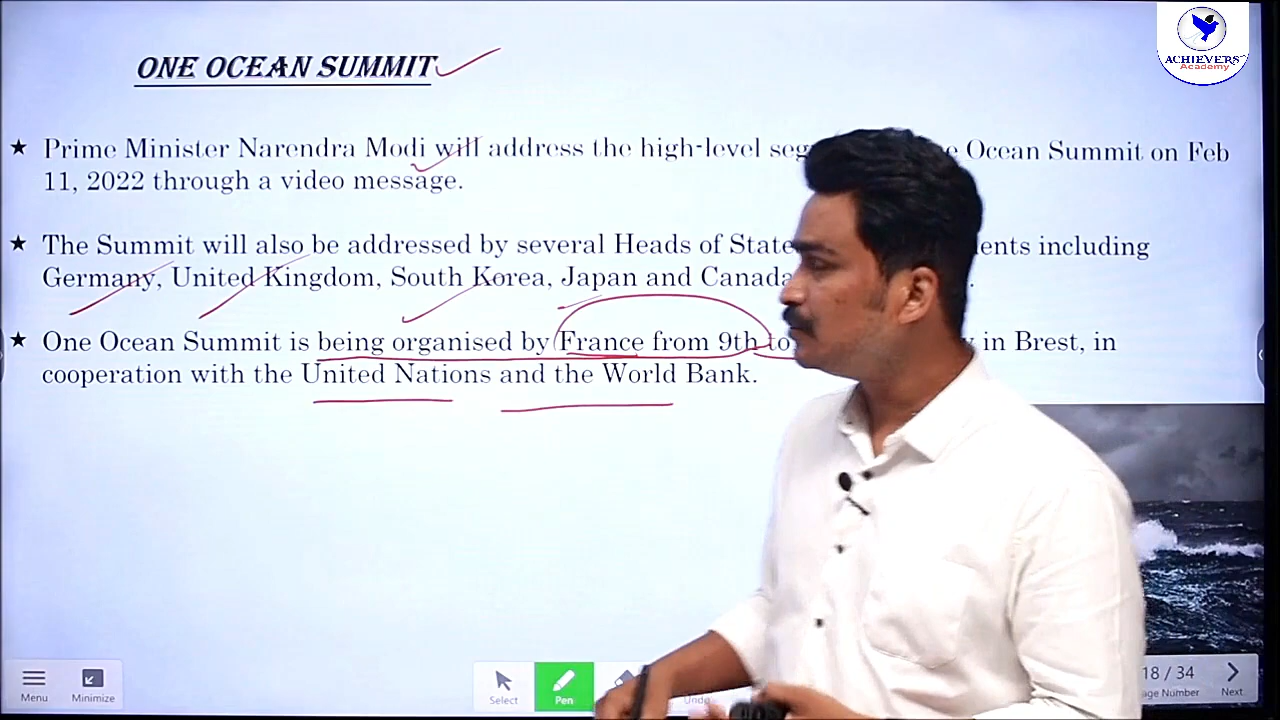 ONE OCEAN SUMMIT
ACHIEVERS
Academy
★ Prime Minister Narendra Modi will address the high-level Ocean Summit on Feb
11, 2022 through a video message.
★ The Summit will also be addressed by several Heads of State including
Germany, United Kingdom, South Korea, Japan and Canada
★ One Ocean Summit is being organised by France from 9th to in Brest, in
cooperation with the United Nations and the World Bank.
Menu
Minimize
Select
Pen
Undo
18 / 34
Number
Next